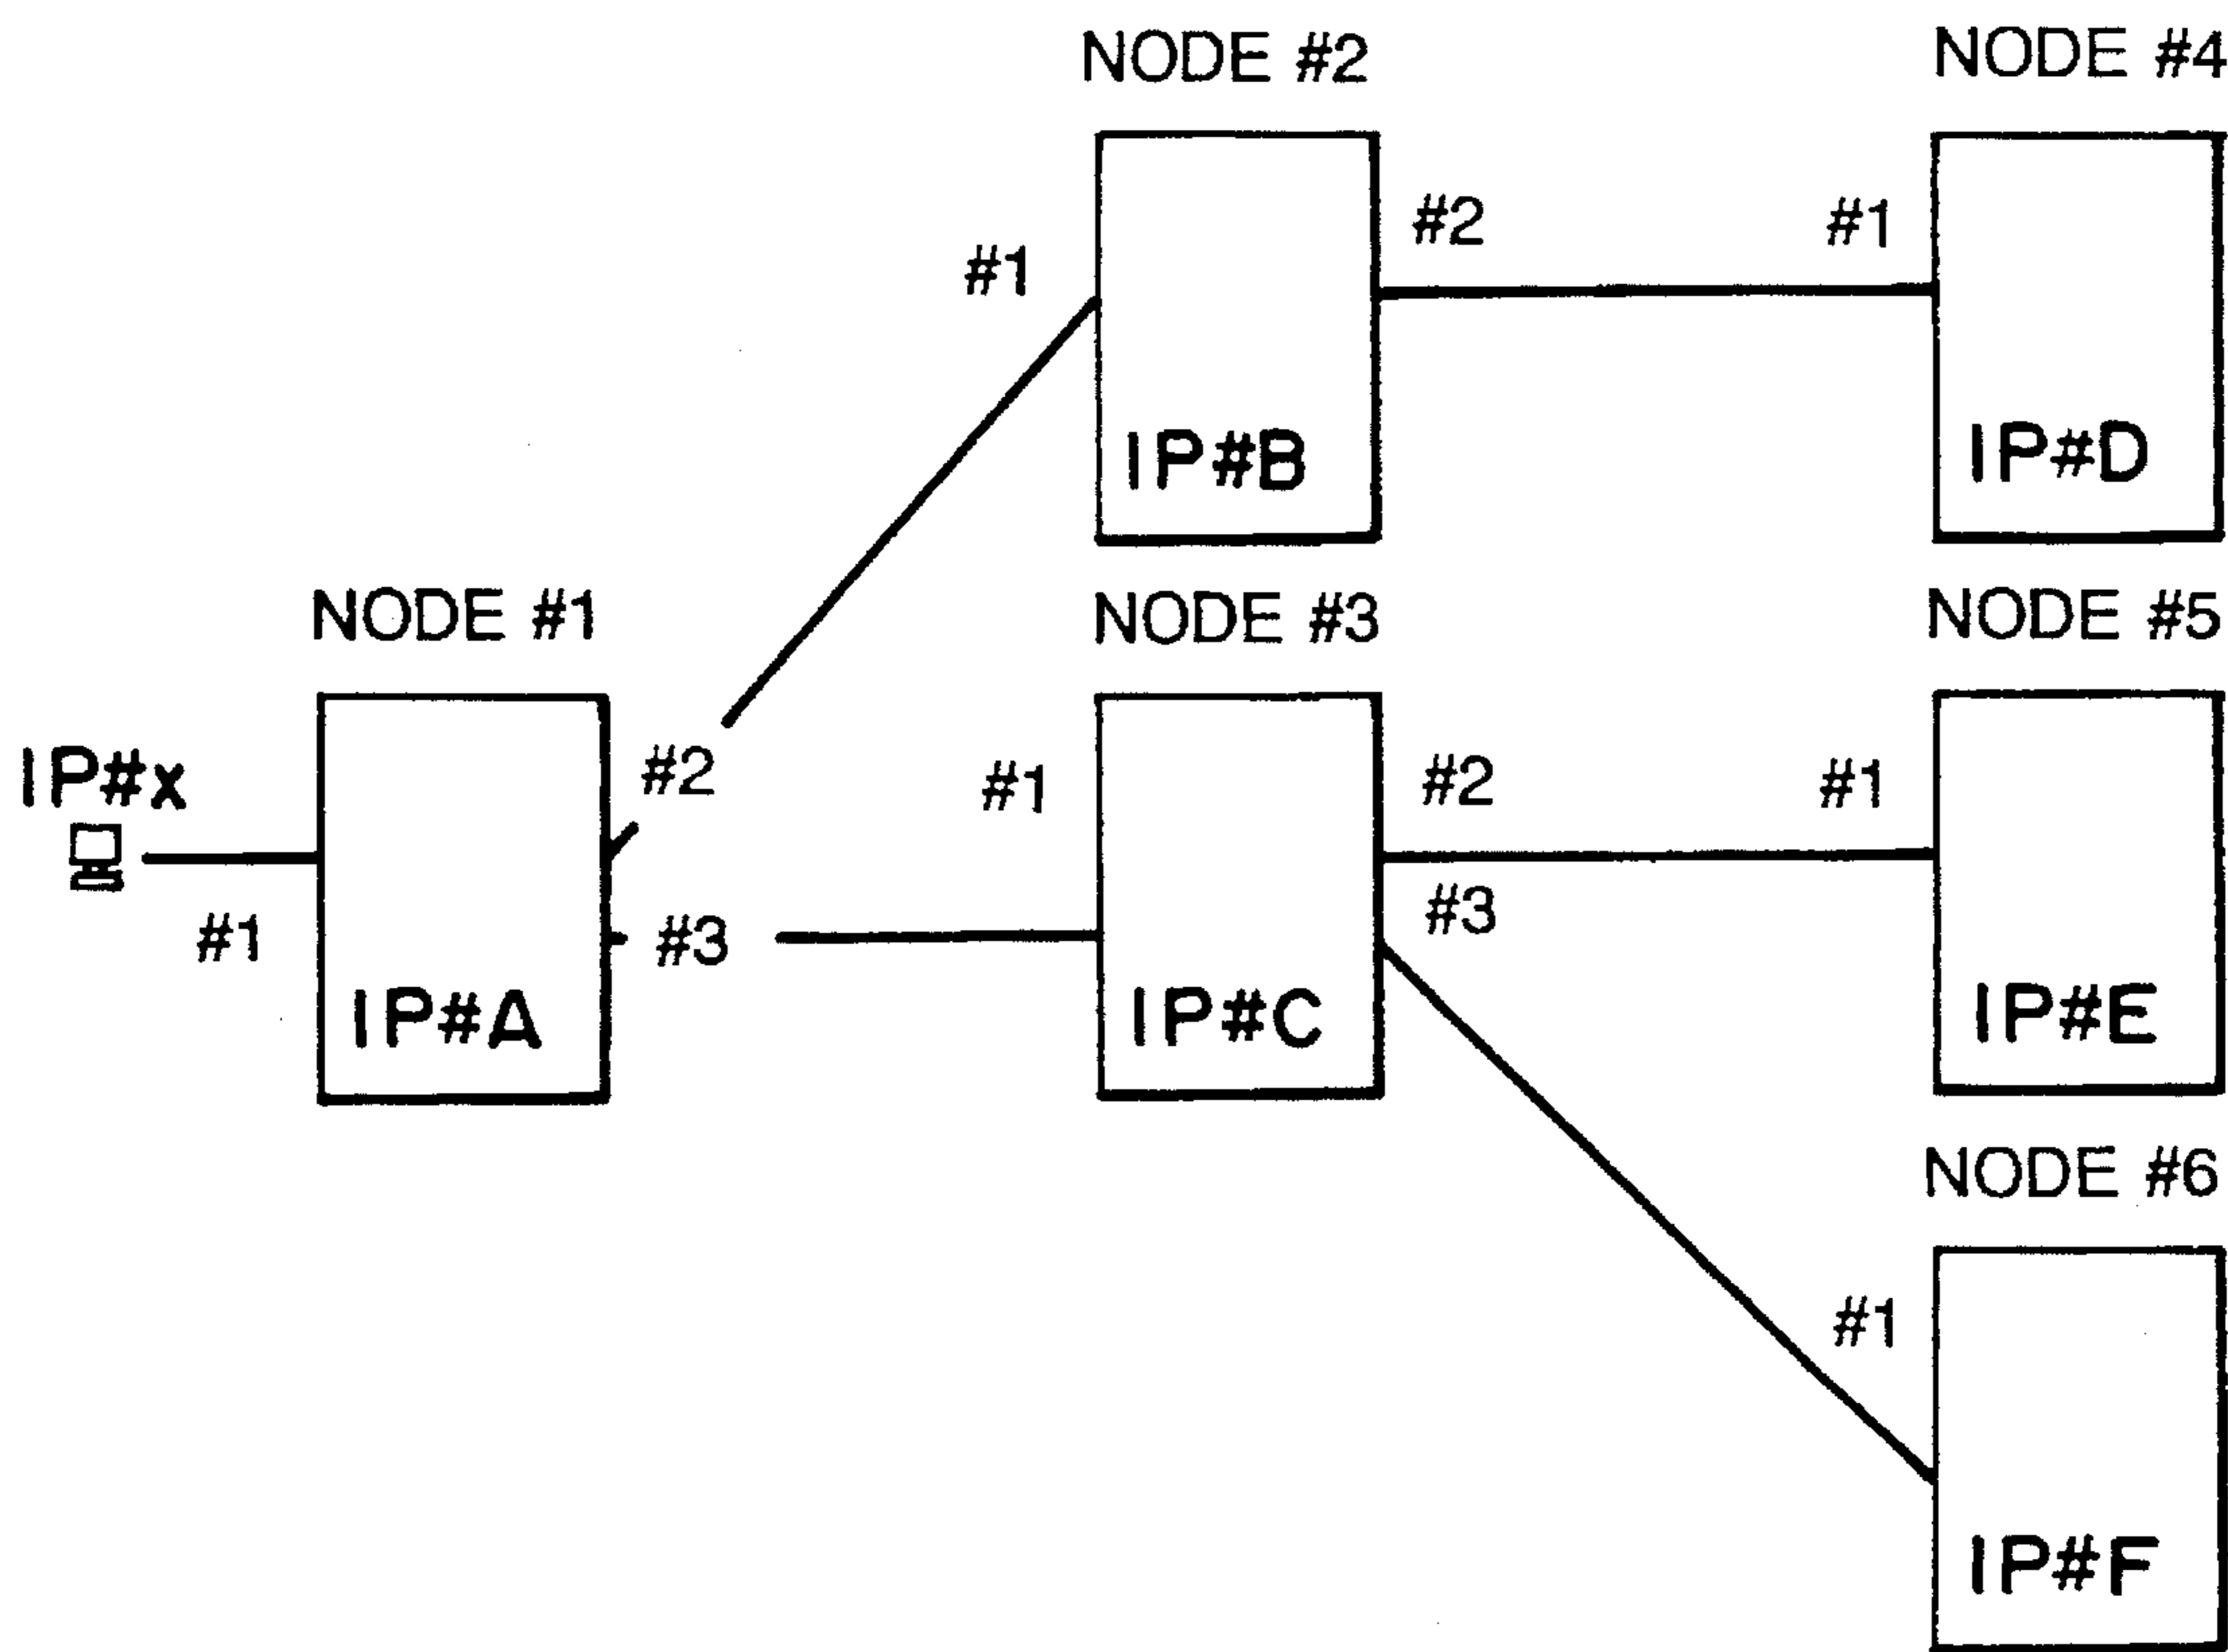 NODE #2
NODE #4
#2
#1
#1
IP#B
IP#D
NODE #1
NODE #3
NODE #5
IP#x
#2
#1
#2
#1
#3
#1
#3
IP#A
IP#C
IP#E
NODE #6
#1
IP#F